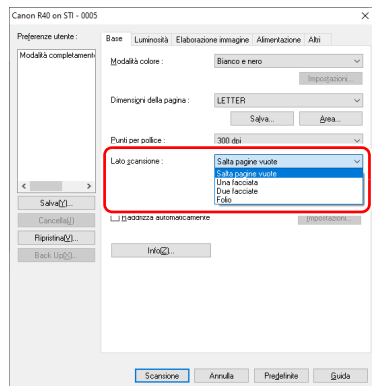 Canon R40 on STI - 0005
Preferenze utente :
Modalità completamente
Salva(Y)...
Cancella(J)
Ripristina(V)...
Back Up(X)...
Base Luminosità Elaborazione immagine Alimentazione Altri
Modalità colore : Bianco e nero
Impostazioni...
Dimensioni della pagina : LETTER
Salva... Area...
Punti per pollice : 300 dpi
Lato scansione : Salta pagine vuote
Salta pagine vuote
Una facciata
Due facciate
Folio
Raddrizza automaticamente Impostazioni...
Info(Z)...
Scansione Annulla Predefinite Guida